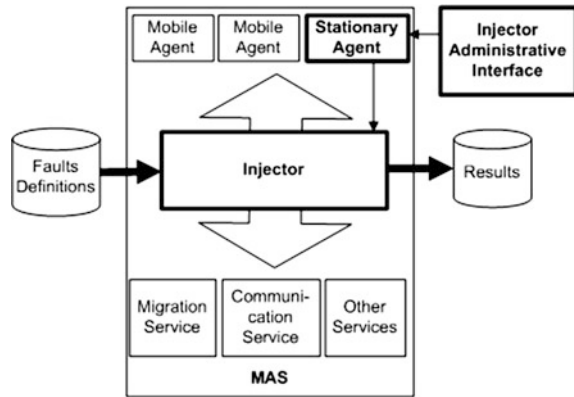 Mobile
Agent
Mobile
Agent
Stationary
Agent
Injector
Administrative
Interface
Faults
Definitions
Injector
Results
Migration
Service
Communi-
cation
Service
Other
Services
MAS